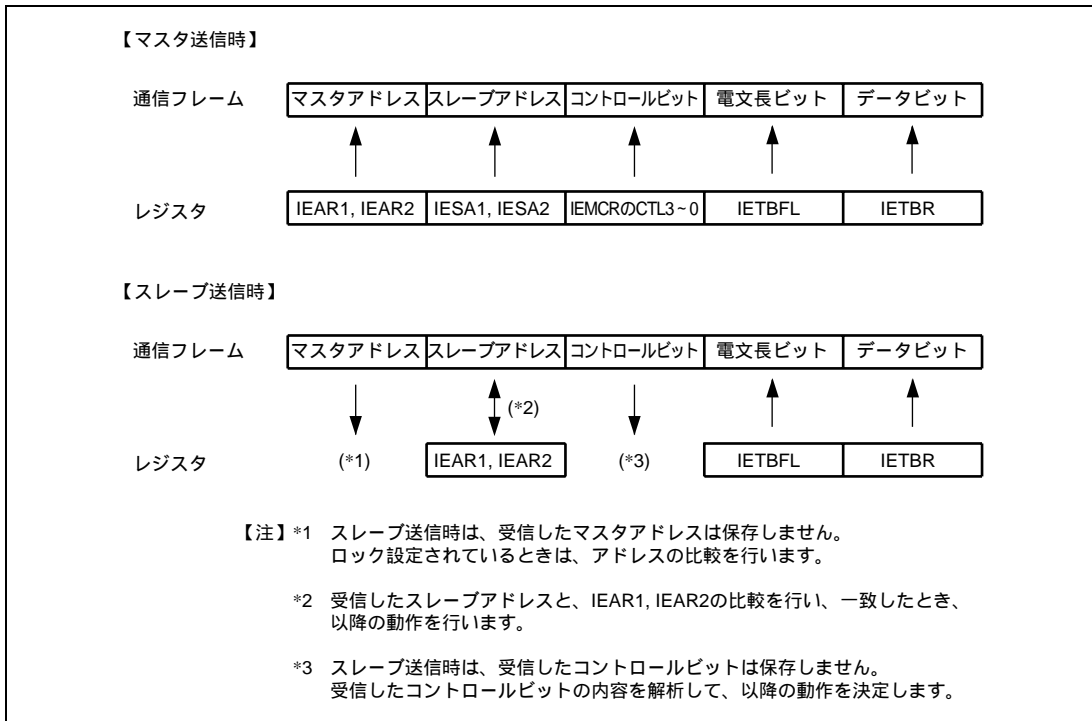 【マスタ送信時】
通信フレーム マスタアドレス スレーブアドレス コントロールビット 電文長ビット データビット
レジスタ IEAR1, IEAR2 IESA1, IESA2 IEMCRのCTL3~0 IETBFL IETBR
【スレーブ送信時】
通信フレーム マスタアドレス スレーブアドレス コントロールビット 電文長ビット データビット
(*2)
レジスタ (*1) IEAR1, IEAR2 (*3) IETBFL IETBR
【注】*1 スレーブ送信時は、受信したマスタアドレスは保存しません。
ロック設定されているときは、アドレスの比較を行います。
*2 受信したスレーブアドレスと、IEAR1, IEAR2の比較を行い、一致したとき、
以降の動作を行います。
*3 スレーブ送信時は、受信したコントロールビットは保存しません。
受信したコントロールビットの内容を解析して、以降の動作を決定します。